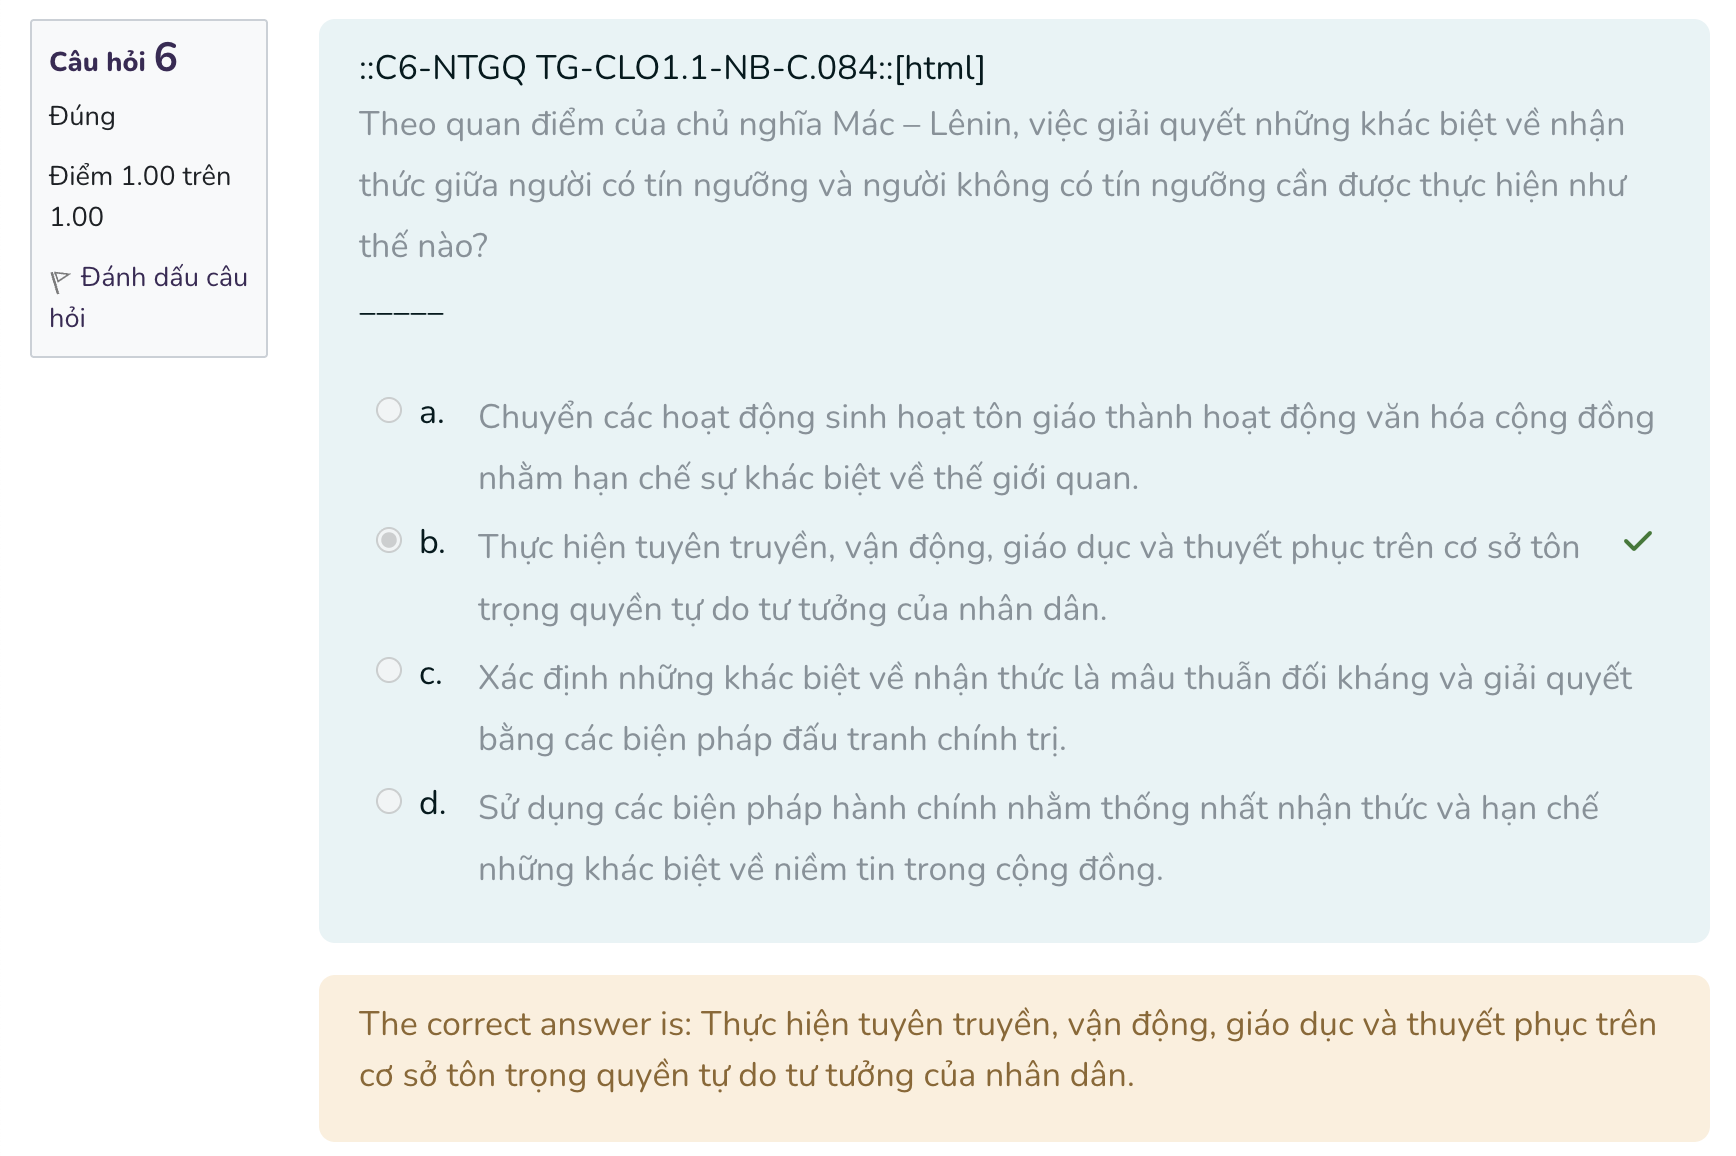 Câu hỏi 6
Đúng
Điểm 1.00 trên
1.00
Đánh dấu câu
hỏi
::C6-NTGQ TG-CLO1.1-NB-C.084::[html]
Theo quan điểm của chủ nghĩa Mác – Lênin, việc giải quyết những khác biệt về nhận
thức giữa người có tín ngưỡng và người không có tín ngưỡng cần được thực hiện như
thế nào?
_____
a. Chuyển các hoạt động sinh hoạt tôn giáo thành hoạt động văn hóa cộng đồng
nhằm hạn chế sự khác biệt về thế giới quan.
b. Thực hiện tuyên truyền, vận động, giáo dục và thuyết phục trên cơ sở tôn
trọng quyền tự do tư tưởng của nhân dân.
c. Xác định những khác biệt về nhận thức là mâu thuẫn đối kháng và giải quyết
bằng các biện pháp đấu tranh chính trị.
d. Sử dụng các biện pháp hành chính nhằm thống nhất nhận thức và hạn chế
những khác biệt về niềm tin trong cộng đồng.
The correct answer is: Thực hiện tuyên truyền, vận động, giáo dục và thuyết phục trên
cơ sở tôn trọng quyền tự do tư tưởng của nhân dân.